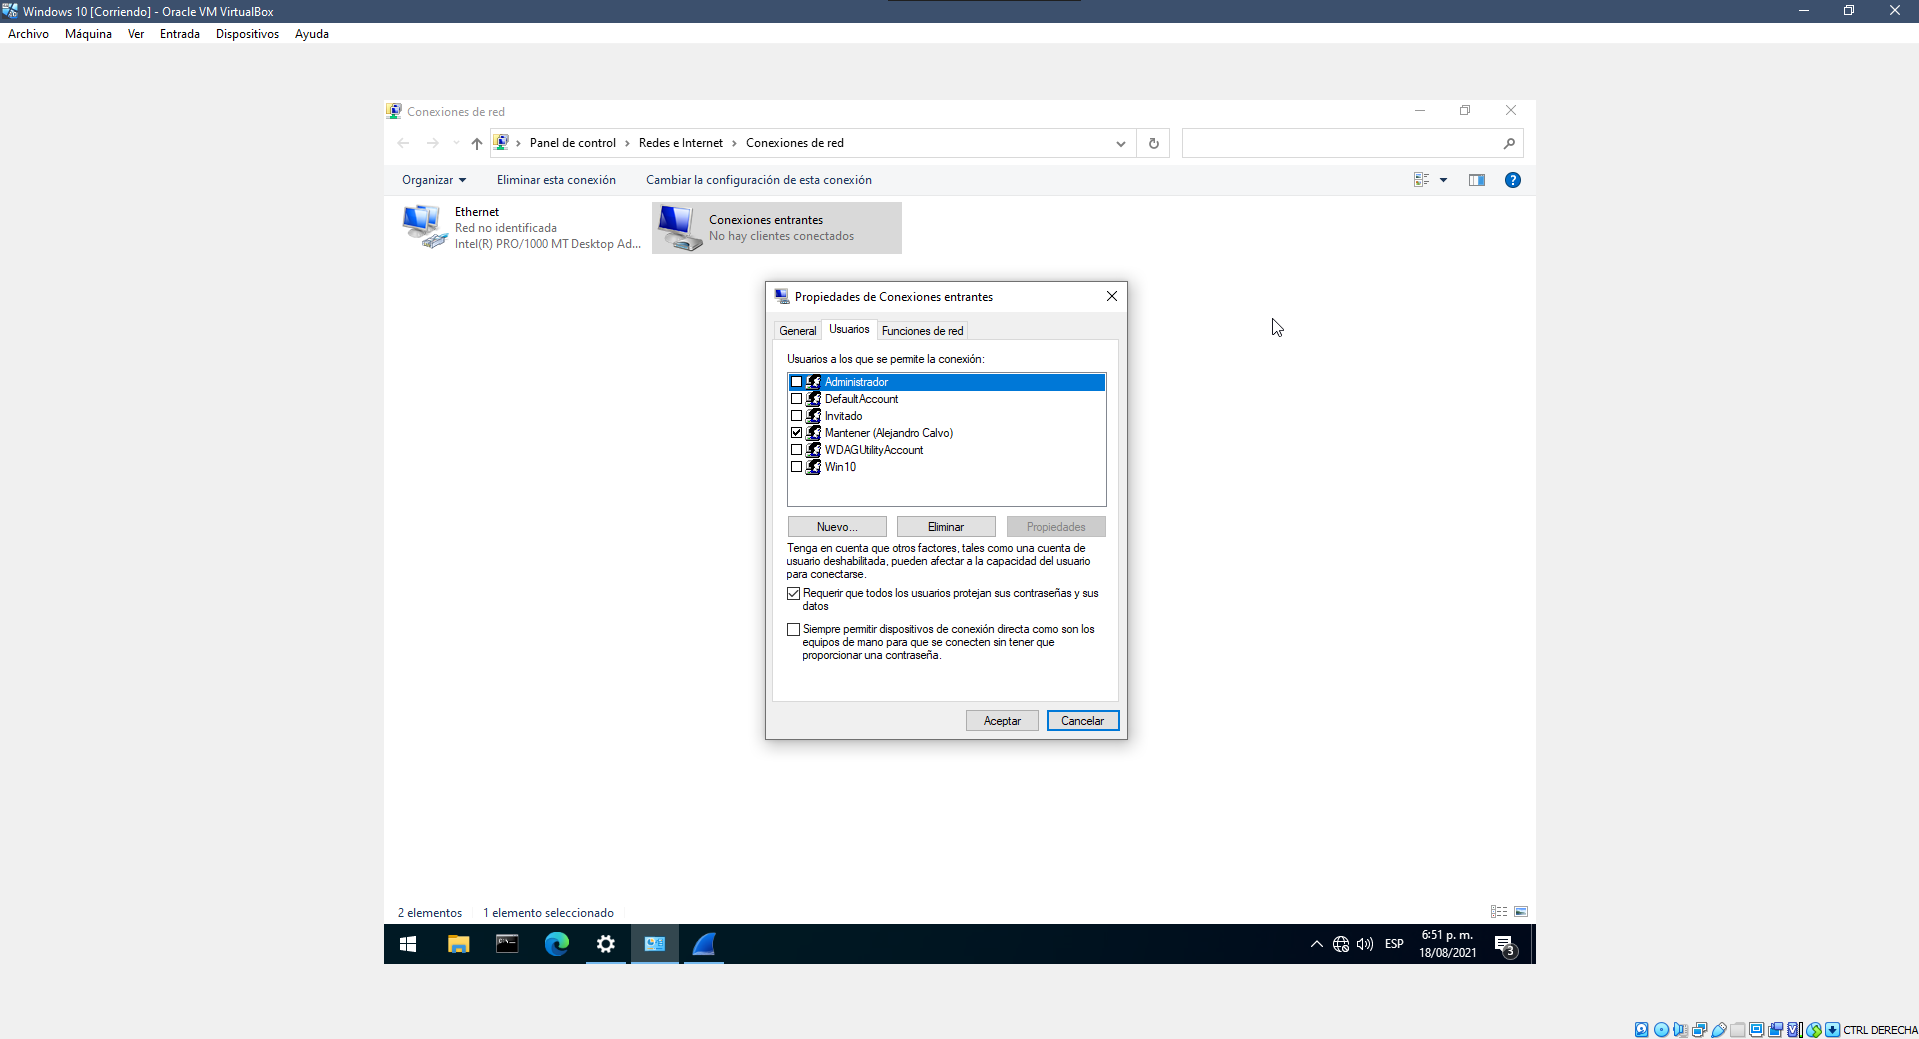 Windows 10 [Corriendo] - Oracle VM VirtualBox
Archivo Máquina Ver Entrada Dispositivos Ayuda
Conexiones de red
Panel de control › Redes e Internet › Conexiones de red
Organizar Eliminar esta conexión Cambiar la configuración de esta conexión
Ethernet
Red no identificada
Intel(R) PRO/1000 MT Desktop Ad...
Conexiones entrantes
No hay clientes conectados
Propiedades de Conexiones entrantes
General Usuarios Funciones de red
Usuarios a los que se permite la conexión:
Administrador
DefaultAccount
Invitado
Mantener (Alejandro Calvo)
WDAGUtilityAccount
Win10
Nuevo... Eliminar Propiedades
Tenga en cuenta que otros factores, tales como una cuenta de
usuario deshabilitada, pueden afectar a la capacidad del usuario
para conectarse.
Requerir que todos los usuarios protejan sus contraseñas y sus
datos
Siempre permitir dispositivos de conexión directa como son los
equipos de mano para que se conecten sin tener que
proporcionar una contraseña.
Aceptar Cancelar
2 elementos 1 elemento seleccionado
ESP
6:51 p. m.
18/08/2021
3
CTRL DERECHA